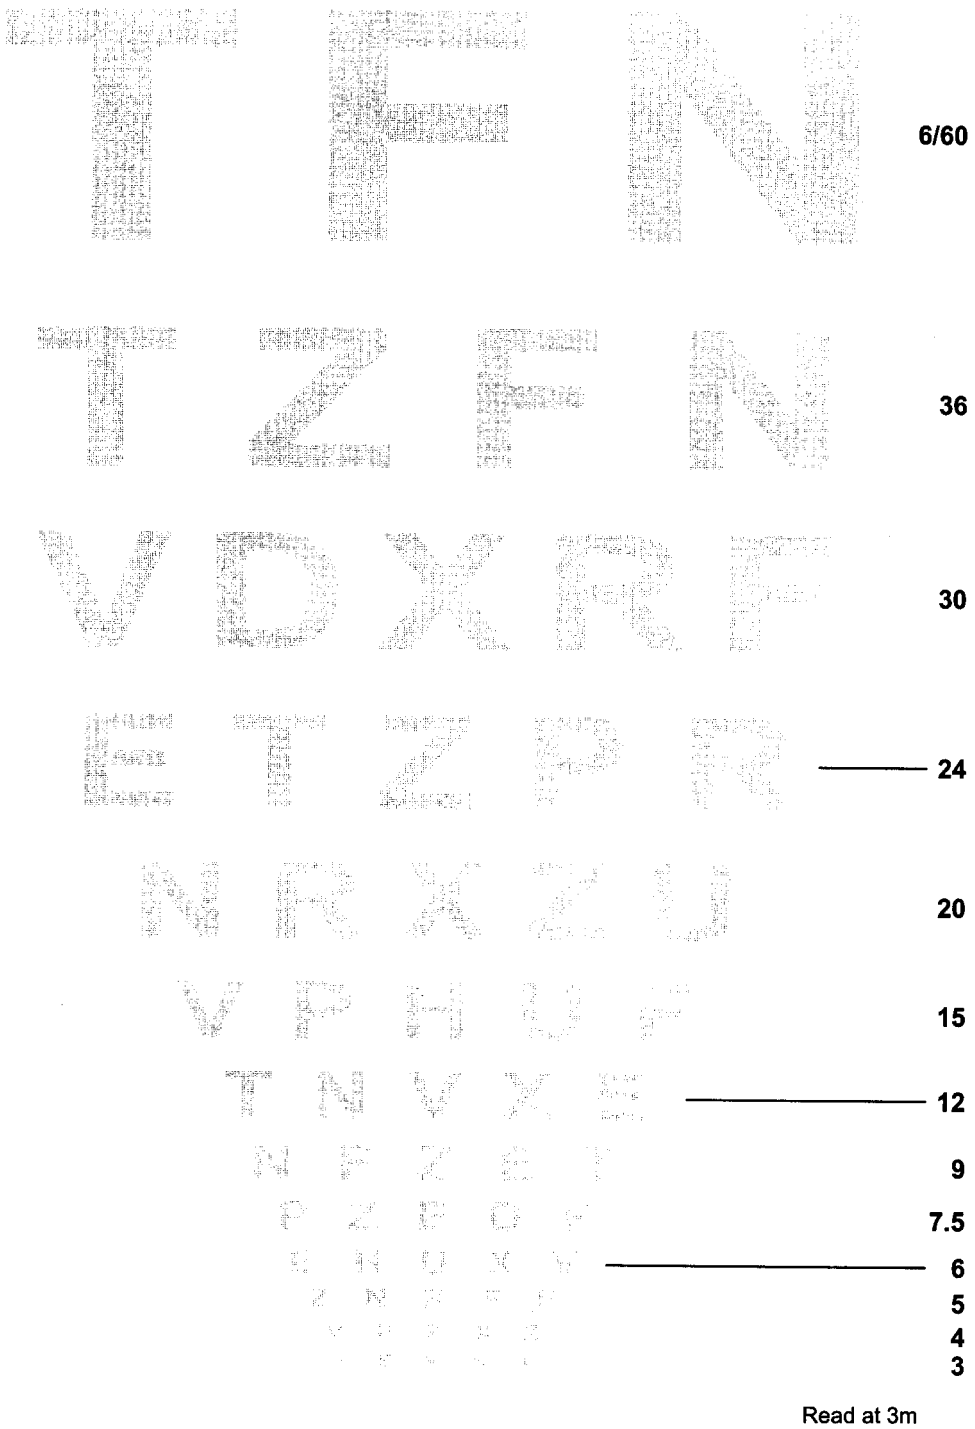 T F N 6/60
T Z F N 36
V D X R F 30
E T Z P R 24
N R X Z U 20
V P H U F 15
T N V X E 12
N F Z E T 9
P Z E D 7.5
N U X V 6
Z N 5
4
3
Read at 3m